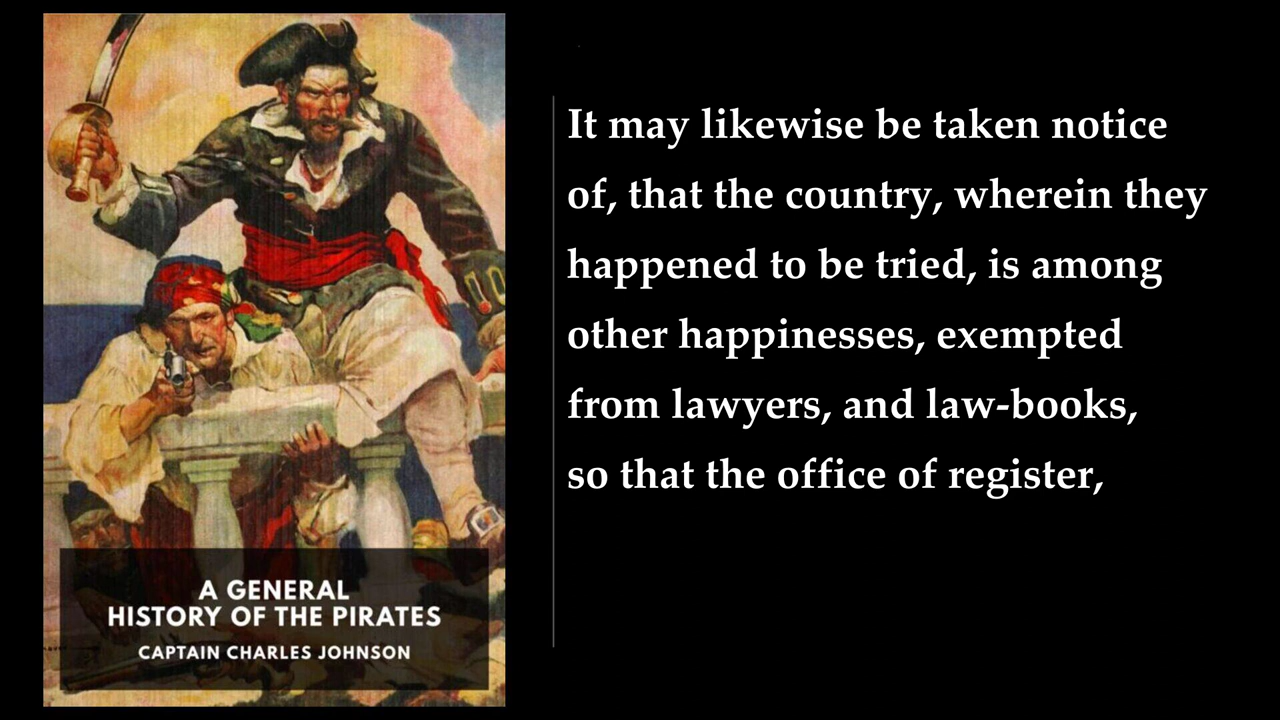 It may likewise be taken notice
of, that the country, wherein they
happened to be tried, is among
other happinesses, exempted
from lawyers, and law-books,
so that the office of register,
A GENERAL
HISTORY OF THE PIRATES
CAPTAIN CHARLES JOHNSON